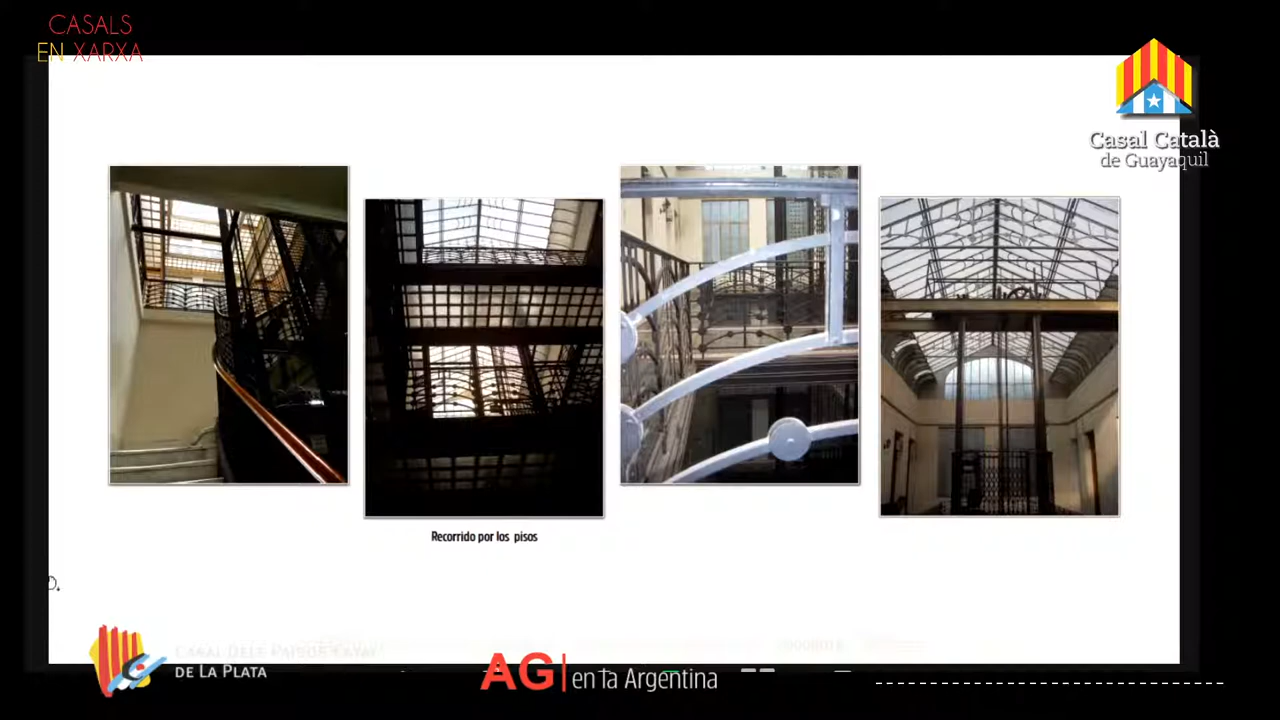 CASALS
EN XARXA
Casal Català
de Guayaquil
Recorrido por los pisos
DE LA PLATA
AG| en la Argentina